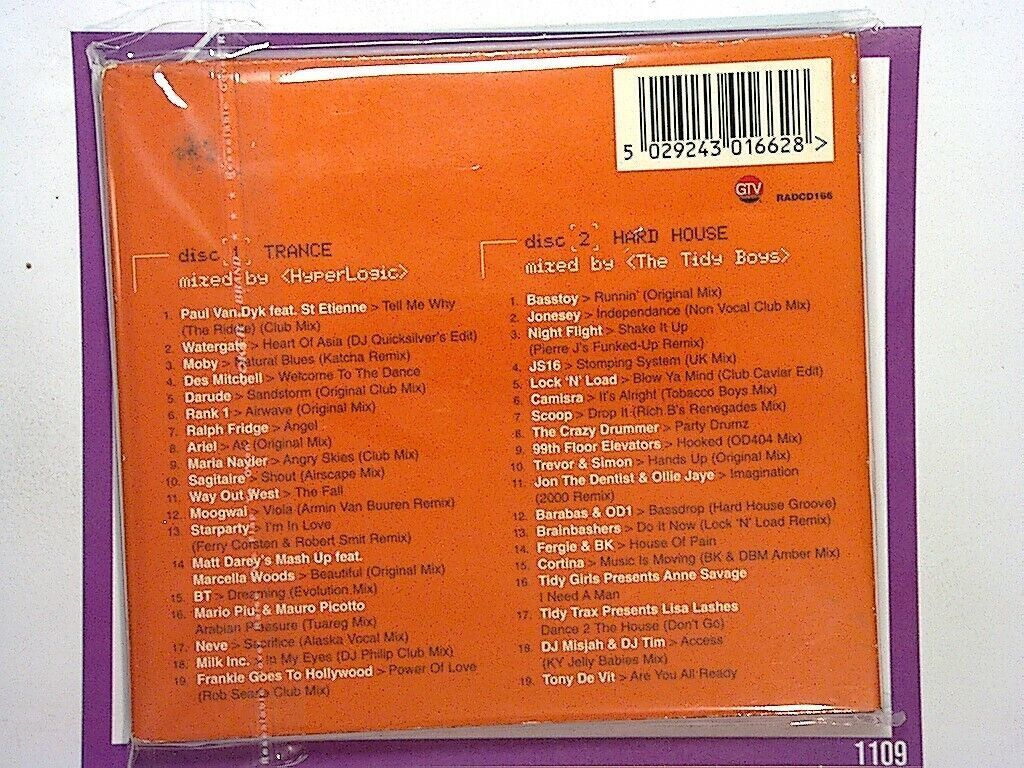 5 029243 016628 >
GTV
RADCD166
disc 1 TRANCE
mixed by <HyperLogic>
1. Paul Van Dyk feat. St Etienne > Tell Me Why
(The Riddle) (Club Mix)
2. Watergate > Heart Of Asia (DJ Quicksilver's Edit)
3. Moby > Natural Blues (Katcha Remix)
4. Des Mitchell > Welcome To The Dance
5. Darude > Sandstorm (Original Club Mix)
6. Rank 1 > Airwave (Original Mix)
7. Ralph Fridge > Angel
8. Ariel > A9 (Original Mix)
9. Maria Nayler > Angry Skies (Club Mix)
10. Sagitaire > Shout (Airscape Mix)
11. Way Out West > The Fall
12. Moogwai > Viola (Armin Van Buuren Remix)
13. Starparty > I'm In Love
(Ferry Corsten & Robert Smit Remix)
14 Matt Darey's Mash Up feat.
Marcella Woods > Beautiful (Original Mix)
15. BT > Dreaming (Evolution Mix)
16. Mario Piu' & Mauro Picotto
Arabian Pleasure (Tuareg Mix)
17. Neve > Sacrifice (Alaska Vocal Mix)
18. Milk Inc. > In My Eyes (DJ Philip Club Mix)
19. Frankie Goes To Hollywood > Power Of Love
(Rob Searle Club Mix)
disc 2 HARD HOUSE
mixed by <The Tidy Boys>
1. Basstoy > Runnin' (Original Mix)
2. Jonesey > Independance (Non Vocal Club Mix)
3. Night Flight > Shake It Up
(Pierre J's Funked-Up Remix)
4. JS16 > Stomping System (UK Mix)
5. Lock 'N' Load > Blow Ya Mind (Club Caviar Edit)
6. Camisra > It's Alright (Tobacco Boys Mix)
7. Scoop > Drop It (Rich B's Renegades Mix)
8. The Crazy Drummer > Party Drumz
9. 99th Floor Elevators > Hooked (OD404 Mix)
10. Trevor & Simon > Hands Up (Original Mix)
11. Jon The Dentist & Ollie Jaye > Imagination
(2000 Remix)
12. Barabas & OD1 > Bassdrop (Hard House Groove)
13. Brainbashers > Do It Now (Lock 'N' Load Remix)
14. Fergie & BK > House Of Pain
15. Cortina > Music Is Moving (BK & DBM Amber Mix)
16. Tidy Girls Presents Anne Savage
I Need A Man
17. Tidy Trax Presents Lisa Lashes
Dance 2 The House (Don't Go)
18. DJ Misjah & DJ Tim > Access
(KY Jelly Babies Mix)
19. Tony De Vit > Are You All Ready
1109